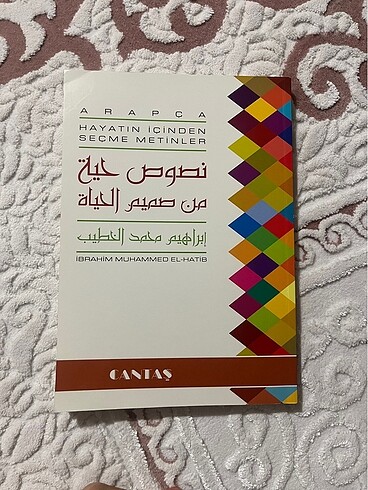 ARAPÇA
HAYATIN İÇİNDEN
SEÇME METİNLER
نصوص حية
من صميم الحياة
إبراهيم محمد الخطيب
İBRAHİM MUHAMMED EL-HATİB
CANTAŞ